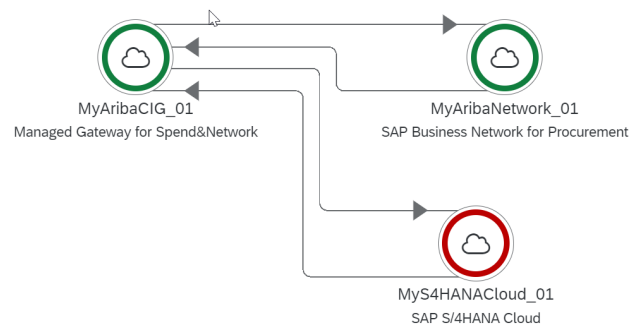 MyAribaCIG_01
Managed Gateway for Spend&Network
MyAribaNetwork_01
SAP Business Network for Procurement
MyS4HANACloud_01
SAP S/4HANA Cloud